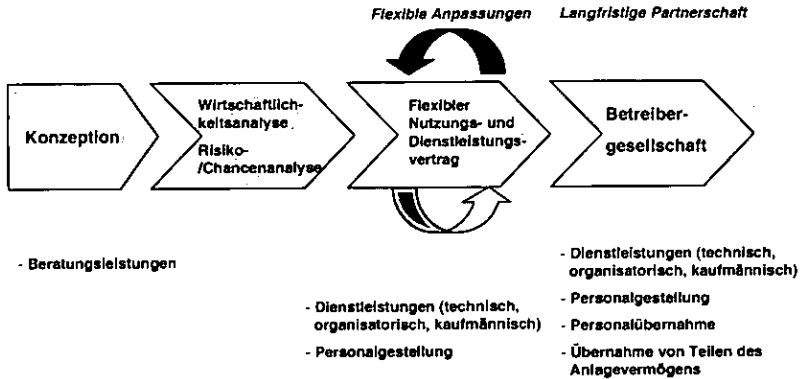 Flexible Anpassungen
Langfristige Partnerschaft
Konzeption
Wirtschaftlich-
keitsanalyse
Risiko-
/Chancenanalyse
Flexibler
Nutzungs- und
Dienstleistungs-
vertrag
Betreiber-
gesellschaft
- Beratungsleistungen
- Dienstleistungen (technisch,
organisatorisch, kaufmännisch)
- Personalgestellung
- Dienstleistungen (technisch,
organisatorisch, kaufmännisch)
- Personalgestellung
- Personalübernahme
- Übernahme von Teilen des
Anlagevermögens